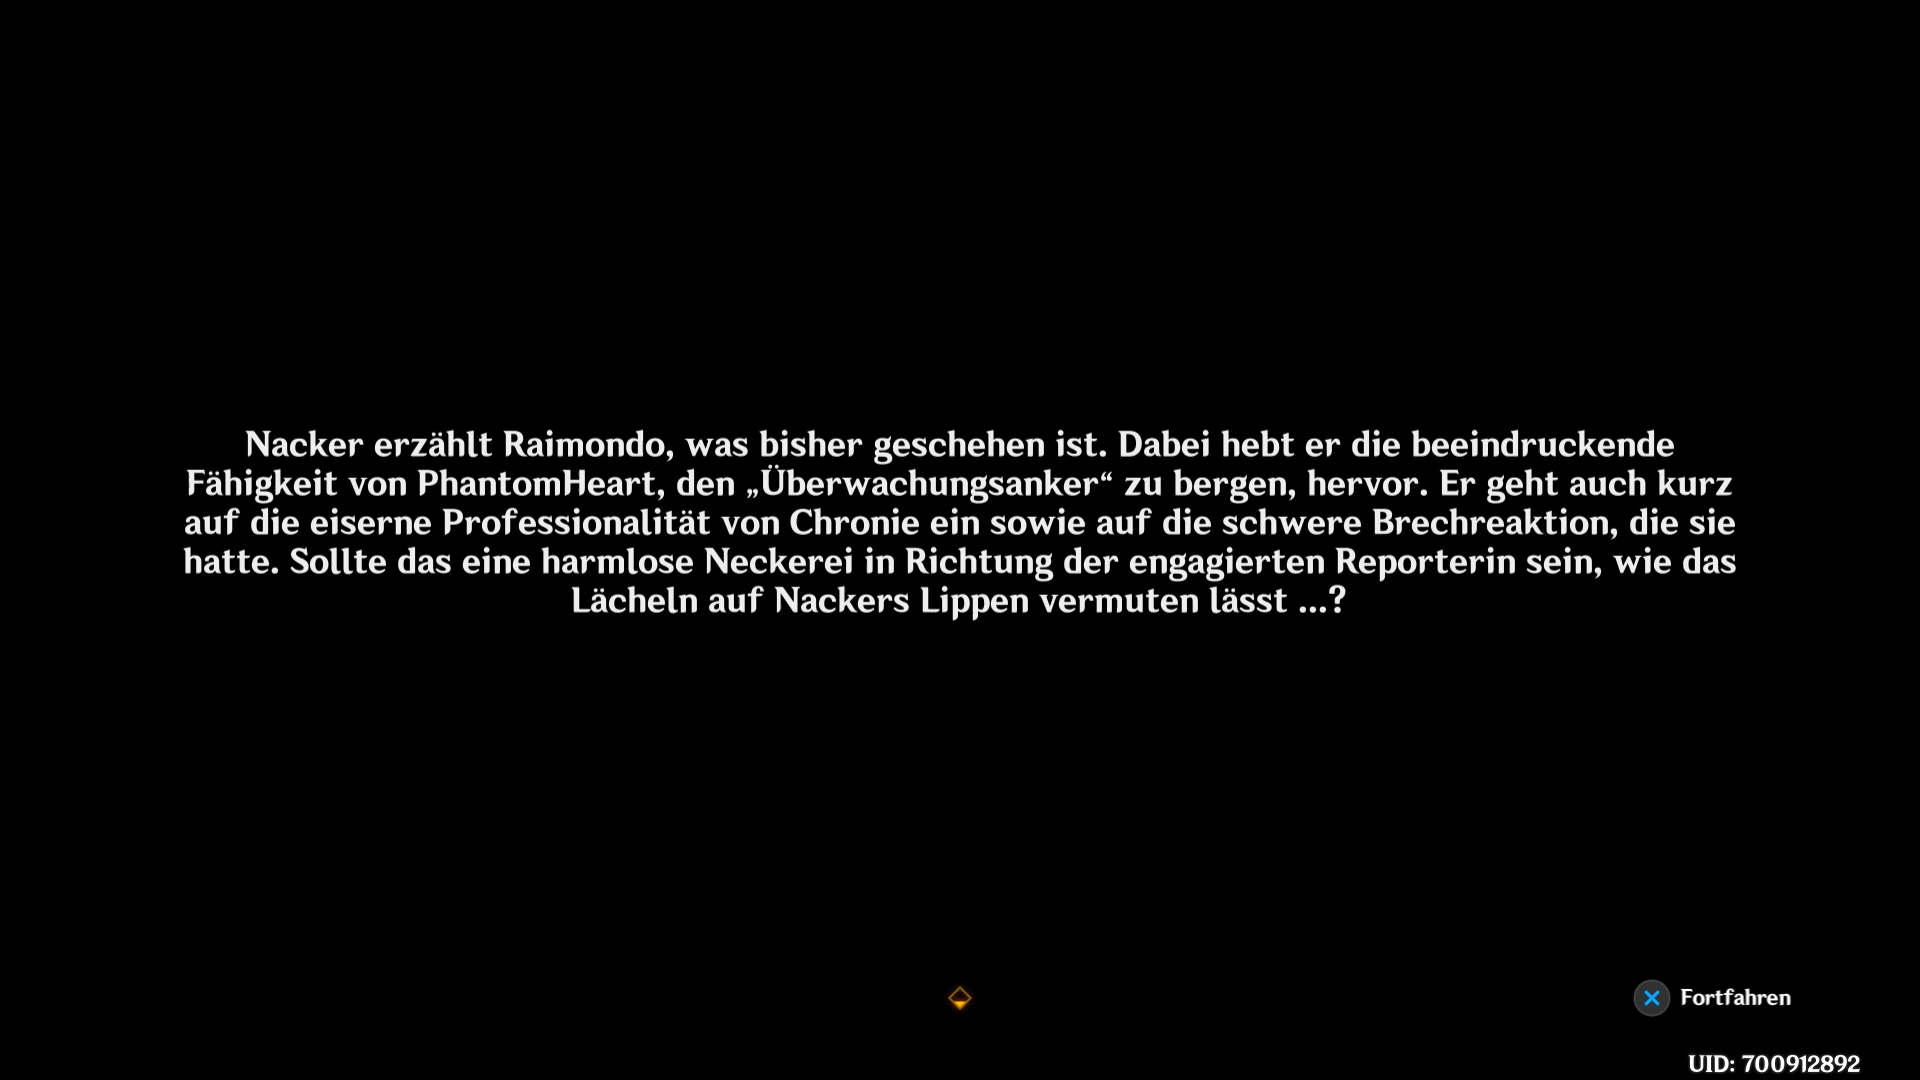 Nacker erzählt Raimondo, was bisher geschehen ist. Dabei hebt er die beeindruckende
Fähigkeit von PhantomHeart, den „Überwachungsanker“ zu bergen, hervor. Er geht auch kurz
auf die eiserne Professionalität von Chronie ein sowie auf die schwere Brechreaktion, die sie
hatte. Sollte das eine harmlose Neckerei in Richtung der engagierten Reporterin sein, wie das
Lächeln auf Nackers Lippen vermuten lässt ...?
Fortfahren
UID: 700912892